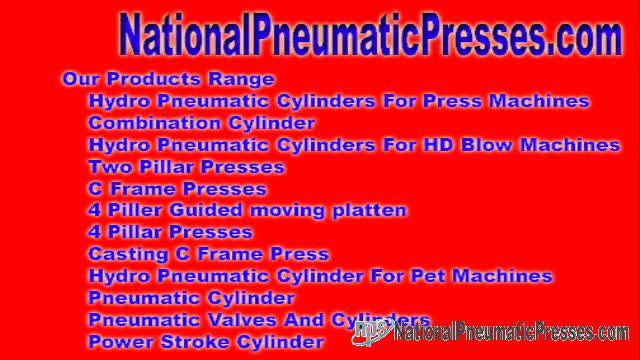 NationalPneumaticPresses.com
Our Products Range
Hydro Pneumatic Cylinders For Press Machines
Combination Cylinder
Hydro Pneumatic Cylinders For HD Blow Machines
Two Pillar Presses
C Frame Presses
4 Piller Guided moving platten
4 Pillar Presses
Casting C Frame Press
Hydro Pneumatic Cylinder For Pet Machines
Pneumatic Cylinder
Pneumatic Valves And Cylinders
NationalPneumaticPresses.com
Power Stroke Cylinder